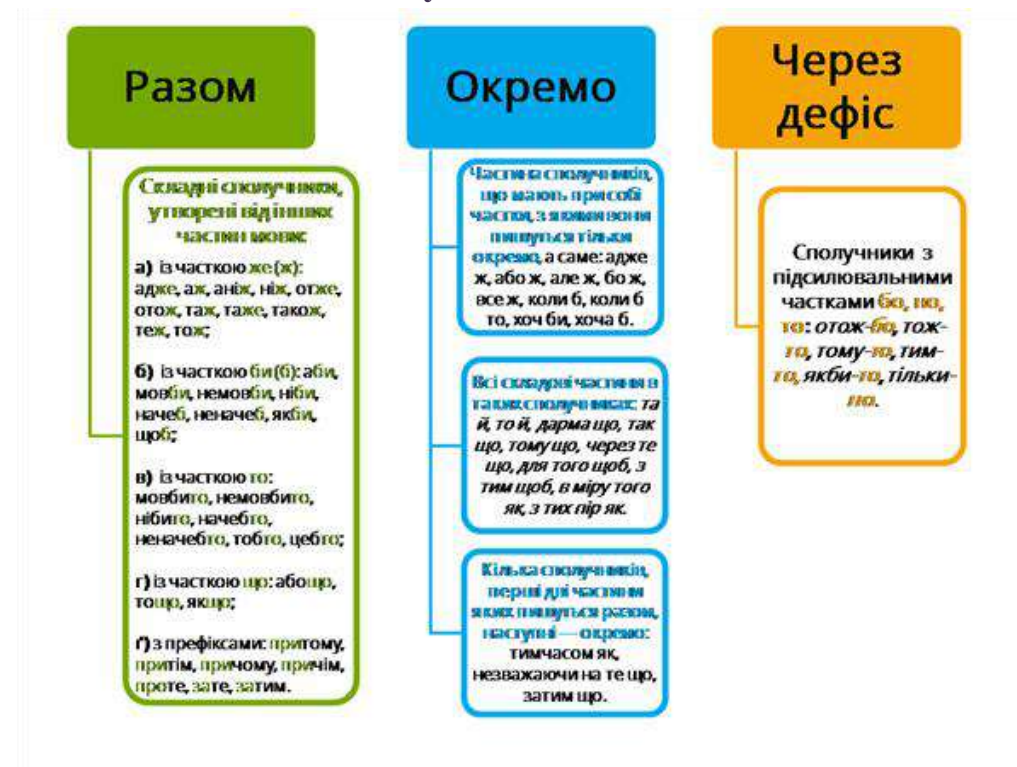 Разом
Складні сполучники,
утворені від інших
частин мови:
а) із часткою же (ж):
адже, аж, аніж, ніж, отже,
отож, таж, таже, також,
теж, тож;
б) із часткою би (б): аби,
мовби, немовби, ніби,
начеб, неначеб, якби,
щоб;
в) із часткою то:
мовбито, немовбито,
нібито, начебто,
неначебто, тобто, цебто;
г) із часткою що: абощо,
тощо, якщо;
ґ) з префіксами: притому,
притім, причому, причім,
проте, зате, затим.
Окремо
Частина сполучників,
що мають при собі
частки, з якими вони
пишуться тільки
окремо, а саме: адже
ж, або ж, але ж, бо ж,
все ж, коли б, коли б
то, хоч би, хоча б.
Всі складові частини в
таких сполучниках: та
й, то й, дарма що, так
що, тому що, через те
що, для того щоб, з
тим щоб, в міру того
як, з тих пір як.
Кілька сполучників,
перші дві частини
яких пишуться разом,
наступні — окремо:
тимчасом як,
незважаючи на те що,
затим що.
Через
дефіс
Сполучники з
підсилювальними
частками бо, но,
то: отож-бо, тож-
то, тому-то, тим-
то, якби-то, тільки-
но.